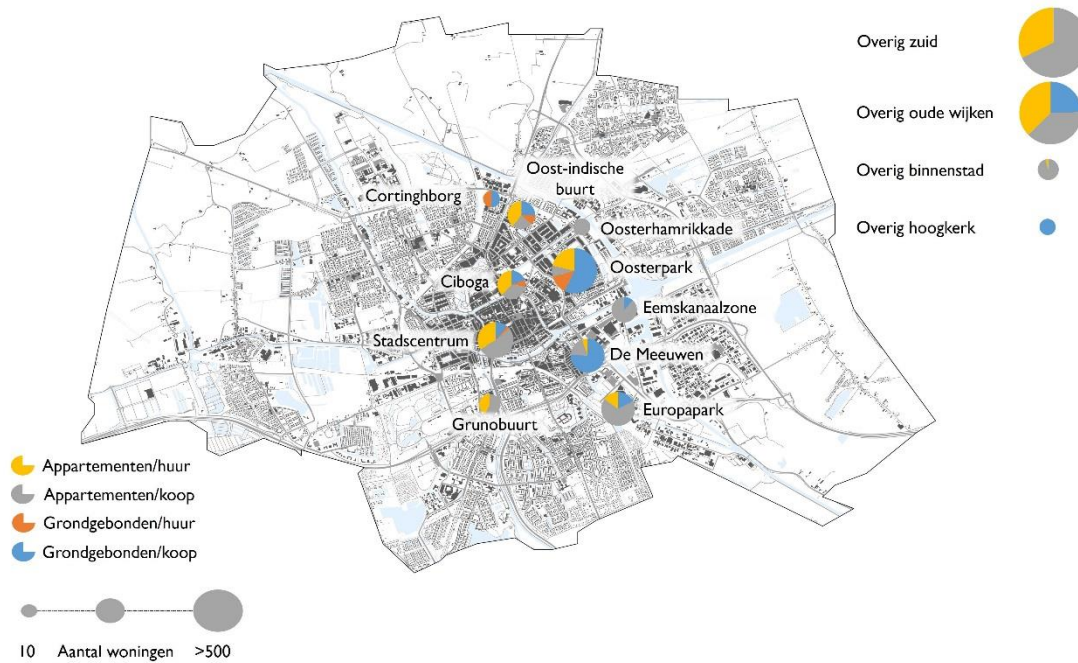 Overig zuid
Overig oude wijken
Overig binnenstad
Overig hoogkerk
Oost-indische
buurt
Cortinghborg
Oosterhamrikkade
Oosterpark
Ciboga
Eemskanaalzone
Stadscentrum
De Meeuwen
Europapark
Grunobuurt
Appartementen/huur
Appartementen/koop
Grondgebonden/huur
Grondgebonden/koop
10 Aantal woningen >500